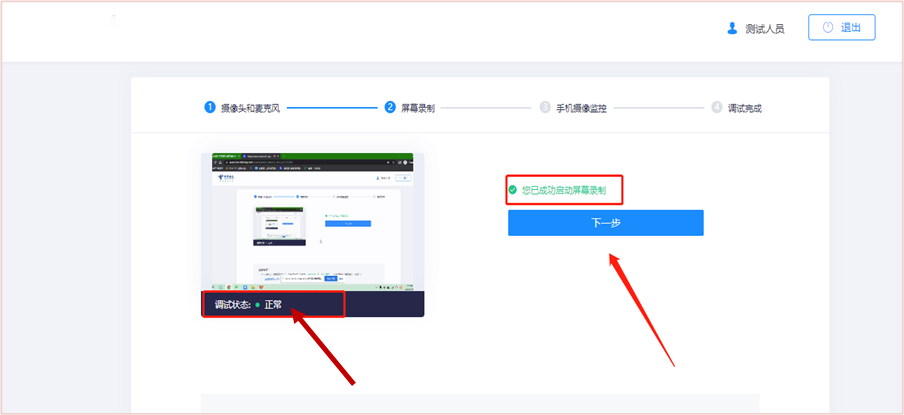 测试人员
退出
1 摄像头和麦克风
2 屏幕录制
3 手机摄像监控
4 调试完成
您已成功启动屏幕录制
下一步
调试状态: 正常